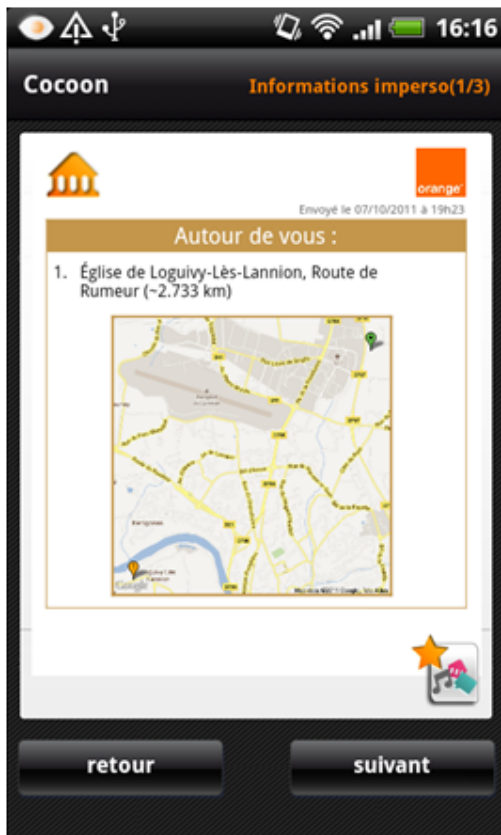 16:16
Cocoon
Informations imperso(1/3)
orange
Envoyé le 07/10/2011 à 19h23
Autour de vous :
1. Église de Loguivy-Lès-Lannion, Route de
Rumeur (~2.733 km)
Google
retour
suivant